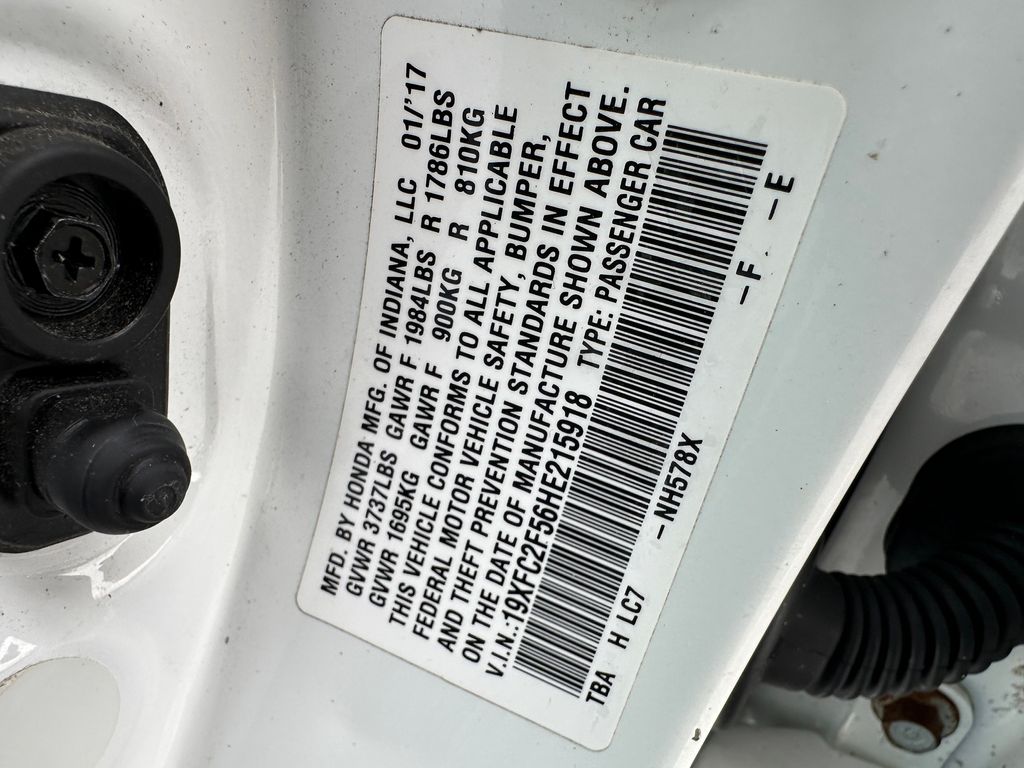 MFD. BY HONDA MFG. OF INDIANA, LLC 01/'17
GVWR 3737LBS GAWR F 1984LBS R 1786LBS
GVWR 1695KG GAWR F 900KG R 810KG
THIS VEHICLE CONFORMS TO ALL APPLICABLE
FEDERAL MOTOR VEHICLE SAFETY, BUMPER,
AND THEFT PREVENTION STANDARDS IN EFFECT
ON THE DATE OF MANUFACTURE SHOWN ABOVE.
V.I.N.:19XFC2F56HE215918 TYPE: PASSENGER CAR
TBA H LC7 -NH578X -F -E